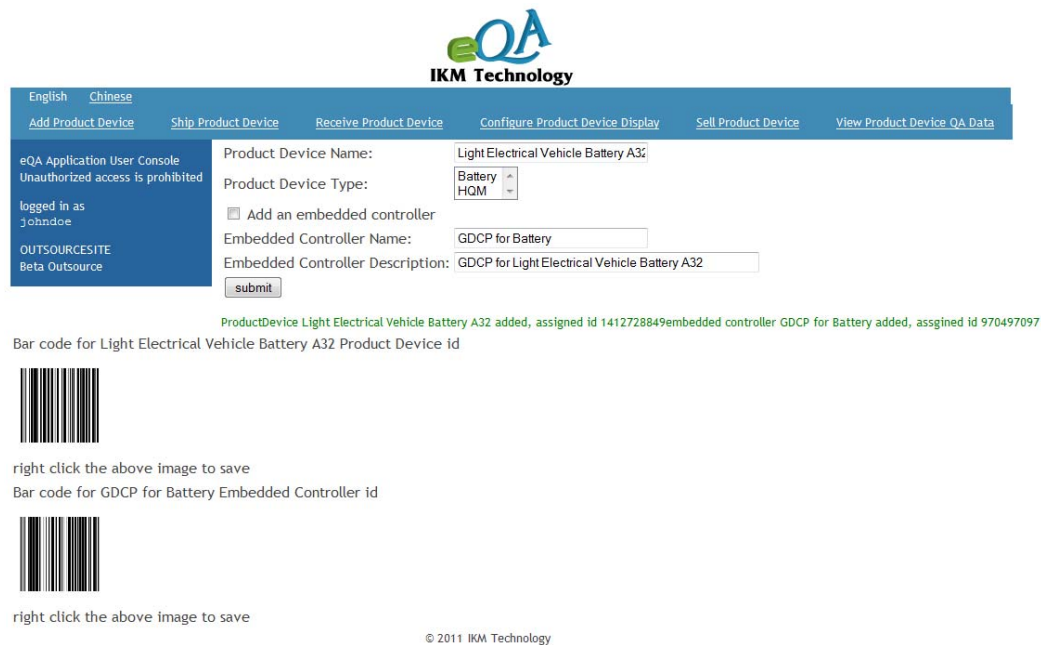 eQA
IKM Technology
English Chinese
Add Product Device Ship Product Device Receive Product Device Configure Product Device Display Sell Product Device View Product Device QA Data
eQA Application User Console
Unauthorized access is prohibited
logged in as
johndoe
OUTSOURCESITE
Beta Outsource
Product Device Name: Light Electrical Vehicle Battery A32
Product Device Type: Battery
HQM
Add an embedded controller
Embedded Controller Name: GDCP for Battery
Embedded Controller Description: GDCP for Light Electrical Vehicle Battery A32
submit
ProductDevice Light Electrical Vehicle Battery A32 added, assigned id 1412728849embedded controller GDCP for Battery added, assgined id 970497097
Bar code for Light Electrical Vehicle Battery A32 Product Device id
right click the above image to save
Bar code for GDCP for Battery Embedded Controller id
right click the above image to save
© 2011 IKM Technology